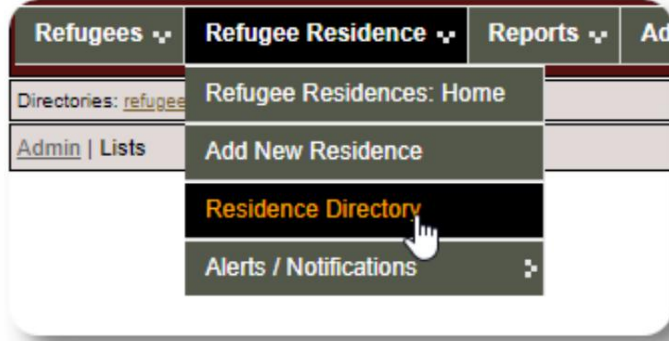 Refugees Refugee Residence Reports Ad
Directories: refugee
Refugee Residences: Home
Admin | Lists
Add New Residence
Residence Directory
Alerts / Notifications